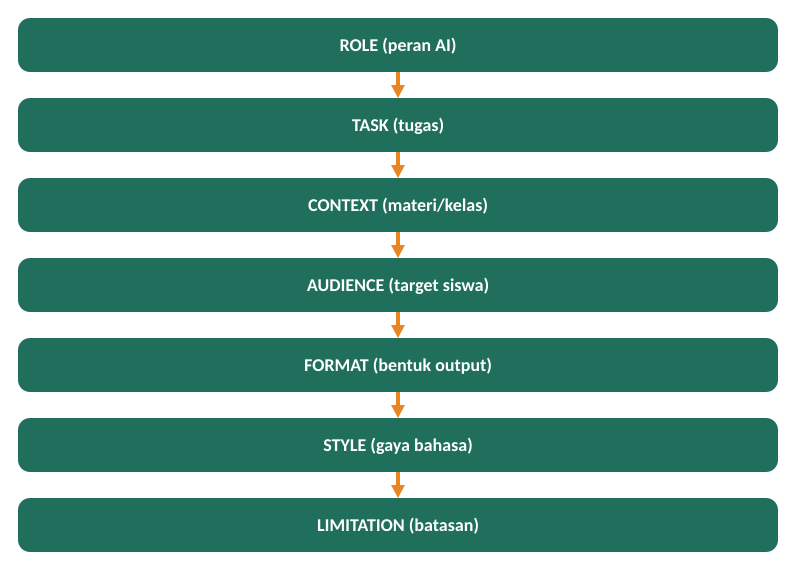 ROLE (peran AI)
TASK (tugas)
CONTEXT (materi/kelas)
AUDIENCE (target siswa)
FORMAT (bentuk output)
STYLE (gaya bahasa)
LIMITATION (batasan)